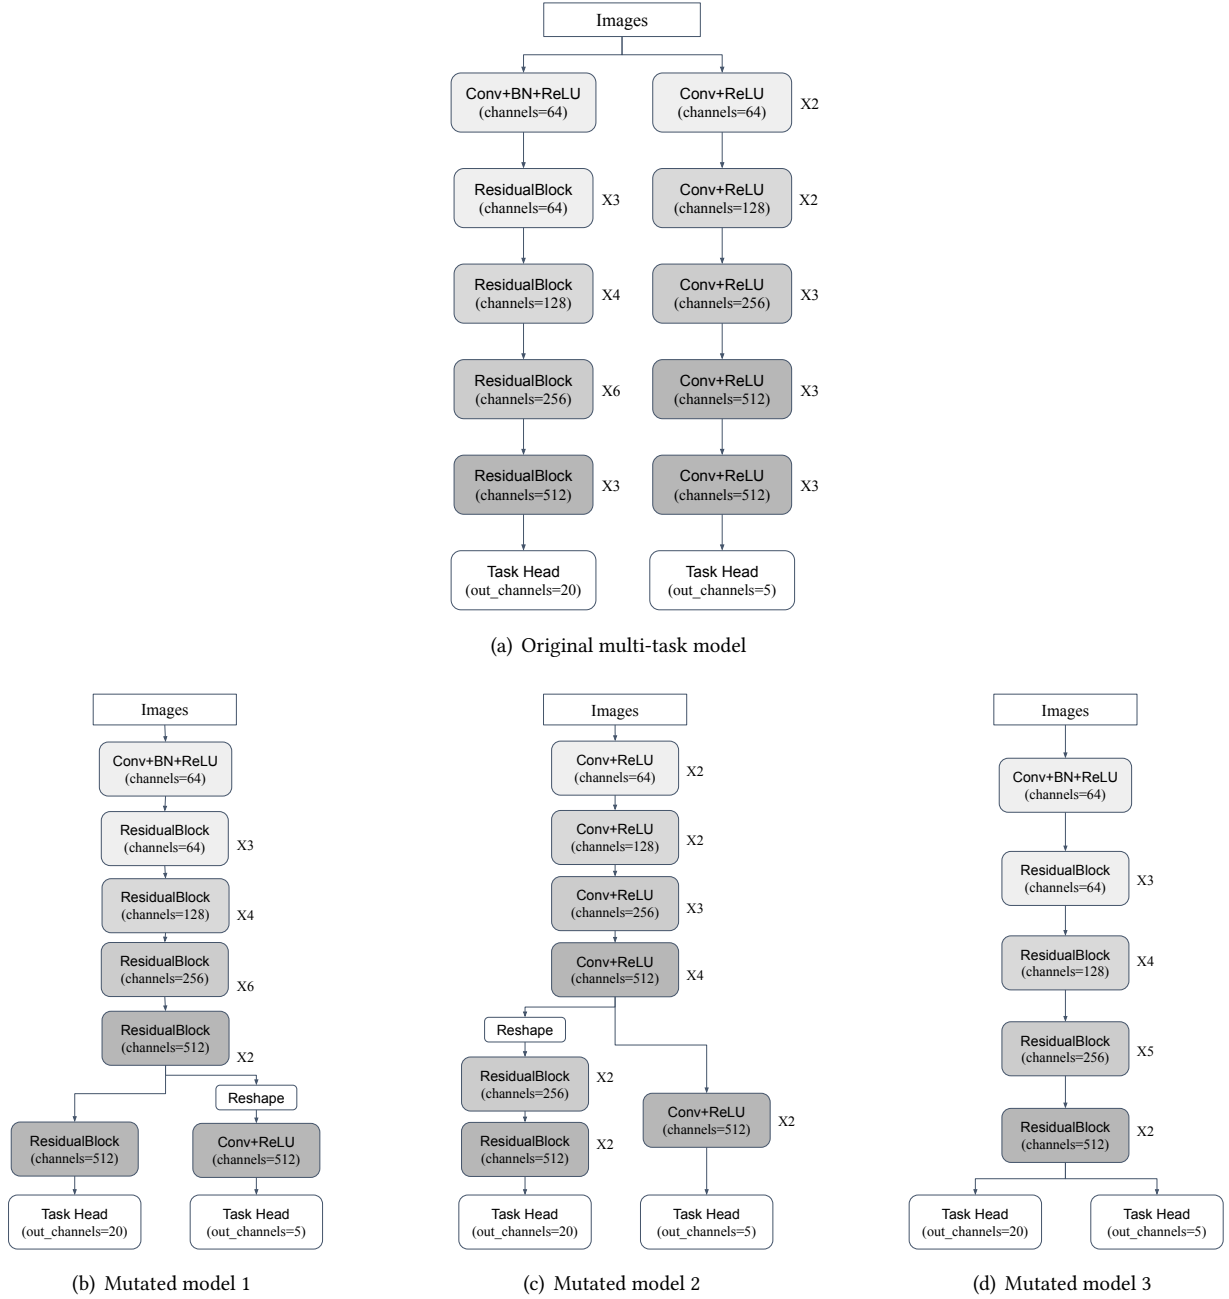 Images
Conv+BN+ReLU
(channels=64)
Conv+ReLU
(channels=64)
X2
ResidualBlock
(channels=64)
X3
Conv+ReLU
(channels=128)
X2
ResidualBlock
(channels=128)
X4
Conv+ReLU
(channels=256)
X3
ResidualBlock
(channels=256)
X6
Conv+ReLU
(channels=512)
X3
ResidualBlock
(channels=512)
X3
Conv+ReLU
(channels=512)
X3
Task Head
(out_channels=20)
Task Head
(out_channels=5)
(a) Original multi-task model
Images
Conv+BN+ReLU
(channels=64)
ResidualBlock
(channels=64)
X3
ResidualBlock
(channels=128)
X4
ResidualBlock
(channels=256)
X6
ResidualBlock
(channels=512)
X2
Reshape
ResidualBlock
(channels=512)
Conv+ReLU
(channels=512)
Task Head
(out_channels=20)
Task Head
(out_channels=5)
(b) Mutated model 1
Images
Conv+ReLU
(channels=64)
X2
Conv+ReLU
(channels=128)
X2
Conv+ReLU
(channels=256)
X3
Conv+ReLU
(channels=512)
X4
Reshape
ResidualBlock
(channels=256)
X2
Conv+ReLU
(channels=512)
X2
ResidualBlock
(channels=512)
X2
Task Head
(out_channels=20)
Task Head
(out_channels=5)
(c) Mutated model 2
Images
Conv+BN+ReLU
(channels=64)
ResidualBlock
(channels=64)
X3
ResidualBlock
(channels=128)
X4
ResidualBlock
(channels=256)
X5
ResidualBlock
(channels=512)
X2
Task Head
(out_channels=20)
Task Head
(out_channels=5)
(d) Mutated model 3